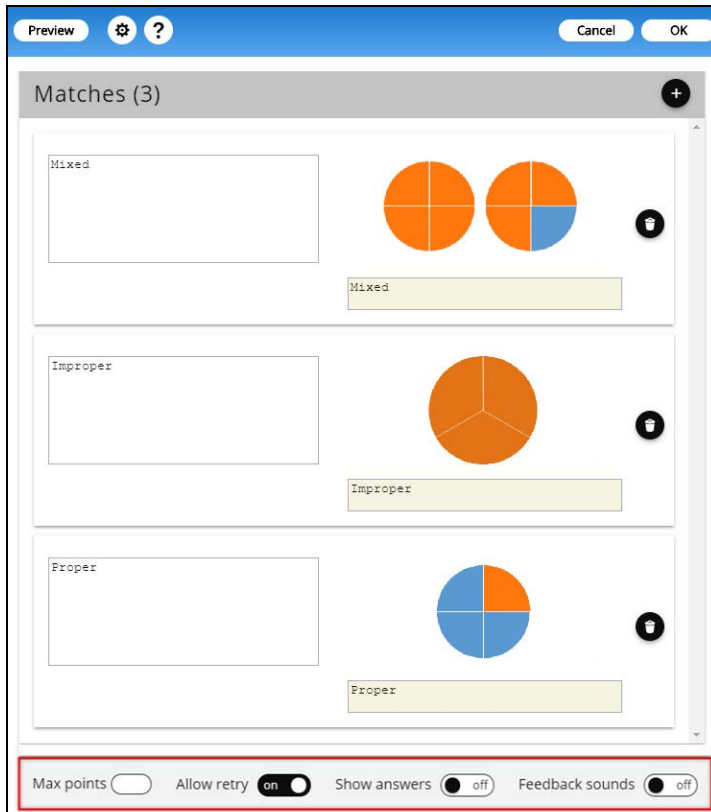 Preview ? Cancel OK
Matches (3) +
Mixed
Mixed
Improper
Improper
Proper
Proper
Max points Allow retry on Show answers off Feedback sounds off